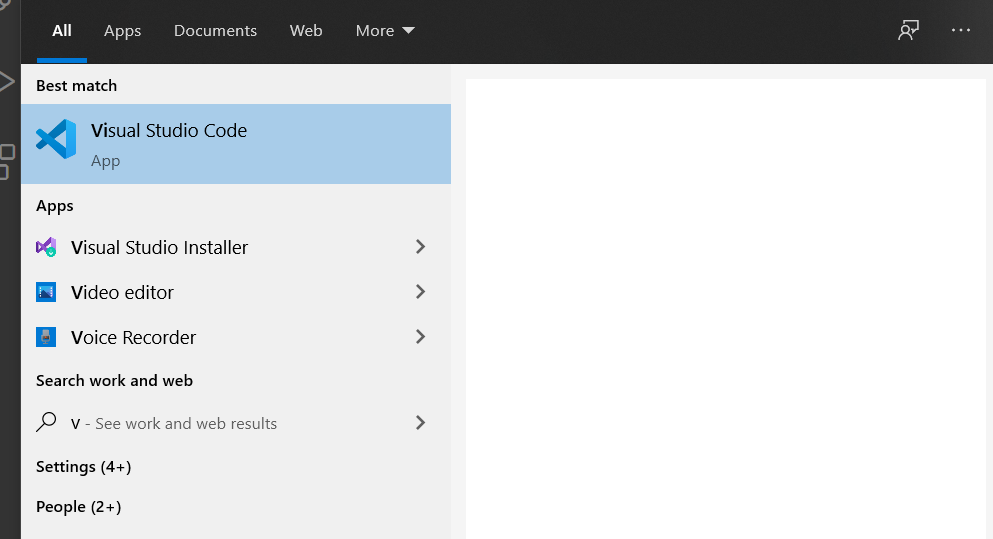 All Apps Documents Web More
Best match
Visual Studio Code
App
Apps
Visual Studio Installer
Video editor
Voice Recorder
Search work and web
v - See work and web results
Settings (4+)
People (2+)